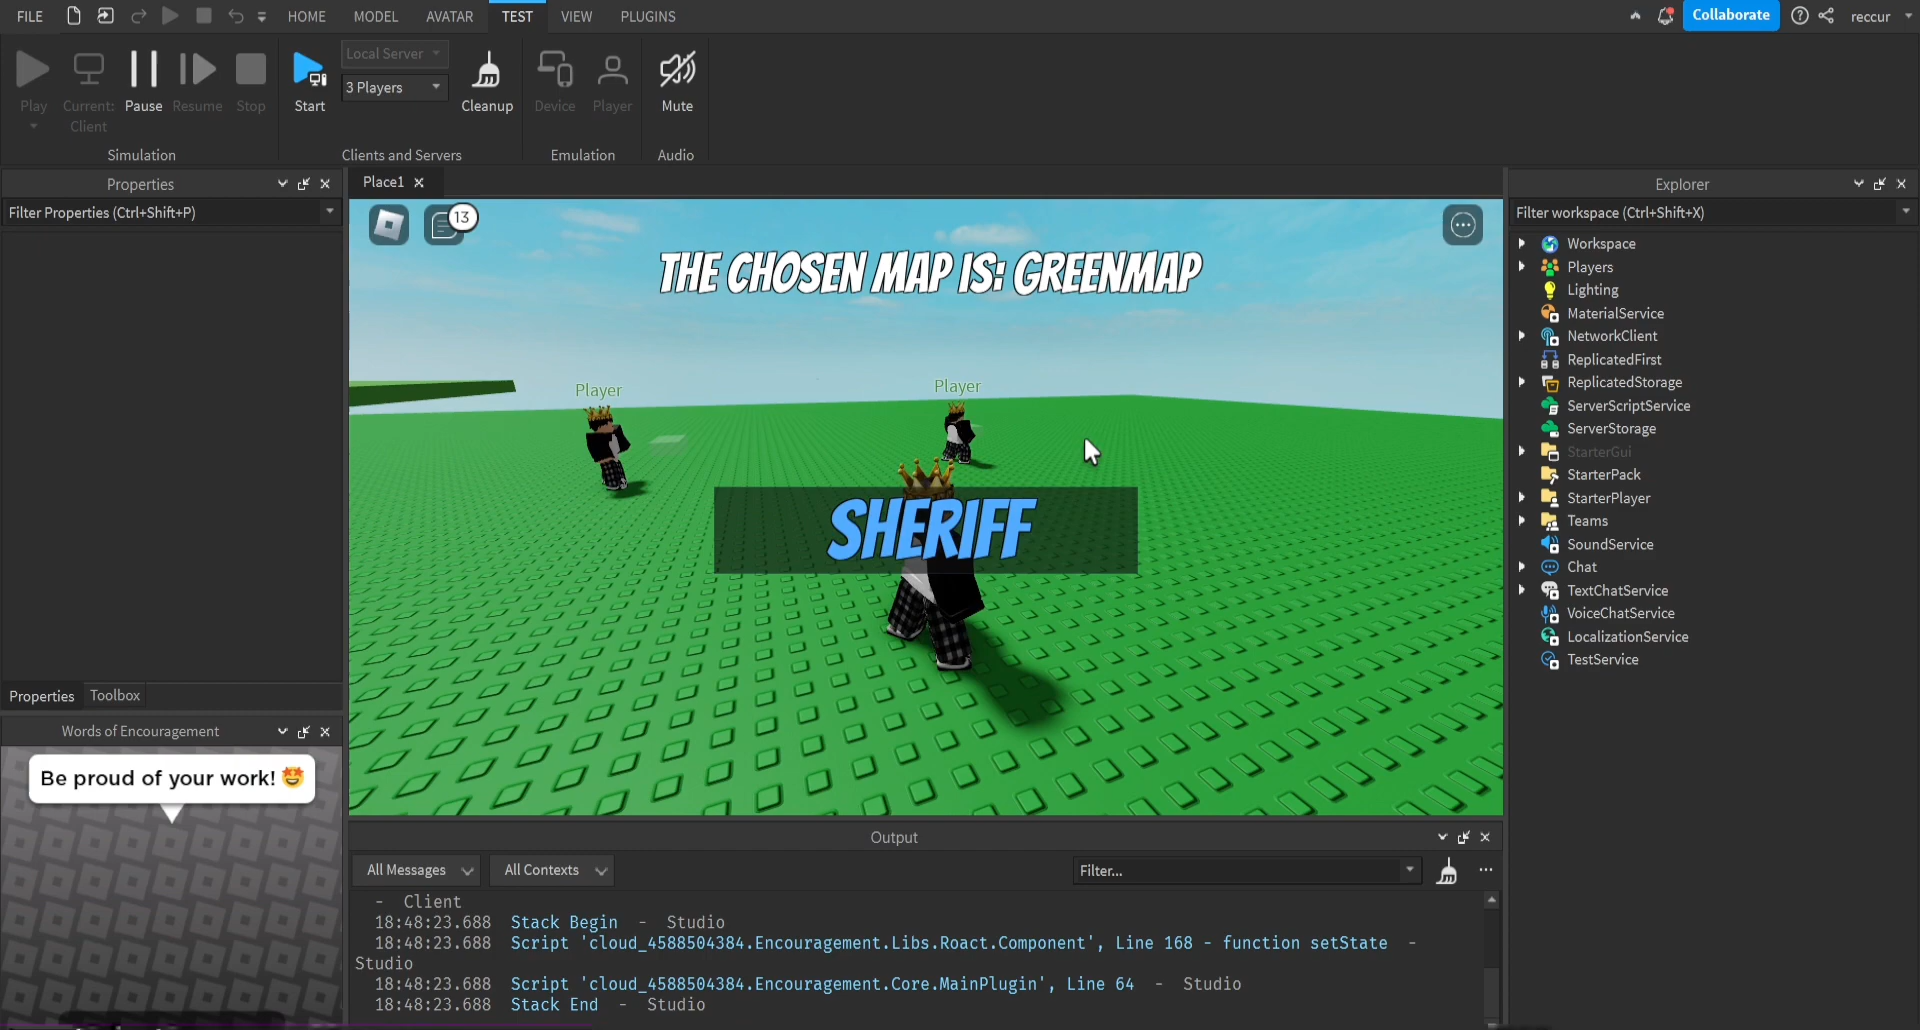 FILE HOME MODEL AVATAR TEST VIEW PLUGINS Collaborate reccur
Play Current: Client Pause Resume Stop Start Local Server 3 Players Cleanup Device Player Mute
Simulation Clients and Servers Emulation Audio
Properties
Filter Properties (Ctrl+Shift+P)
Properties Toolbox
Words of Encouragement
Be proud of your work! 🤩
Place1
13
THE CHOSEN MAP IS: GREENMAP
Player Player
SHERIFF
Output
All Messages All Contexts Filter...
- Client
18:48:23.688 Stack Begin - Studio
18:48:23.688 Script 'cloud_4588504384.Encouragement.Libs.Roact.Component', Line 168 - function setState -
Studio
18:48:23.688 Script 'cloud_4588504384.Encouragement.Core.MainPlugin', Line 64 - Studio
18:48:23.688 Stack End - Studio
Explorer
Filter workspace (Ctrl+Shift+X)
Workspace
Players
Lighting
MaterialService
NetworkClient
ReplicatedFirst
ReplicatedStorage
ServerScriptService
ServerStorage
StarterGui
StarterPack
StarterPlayer
Teams
SoundService
Chat
TextChatService
VoiceChatService
LocalizationService
TestService